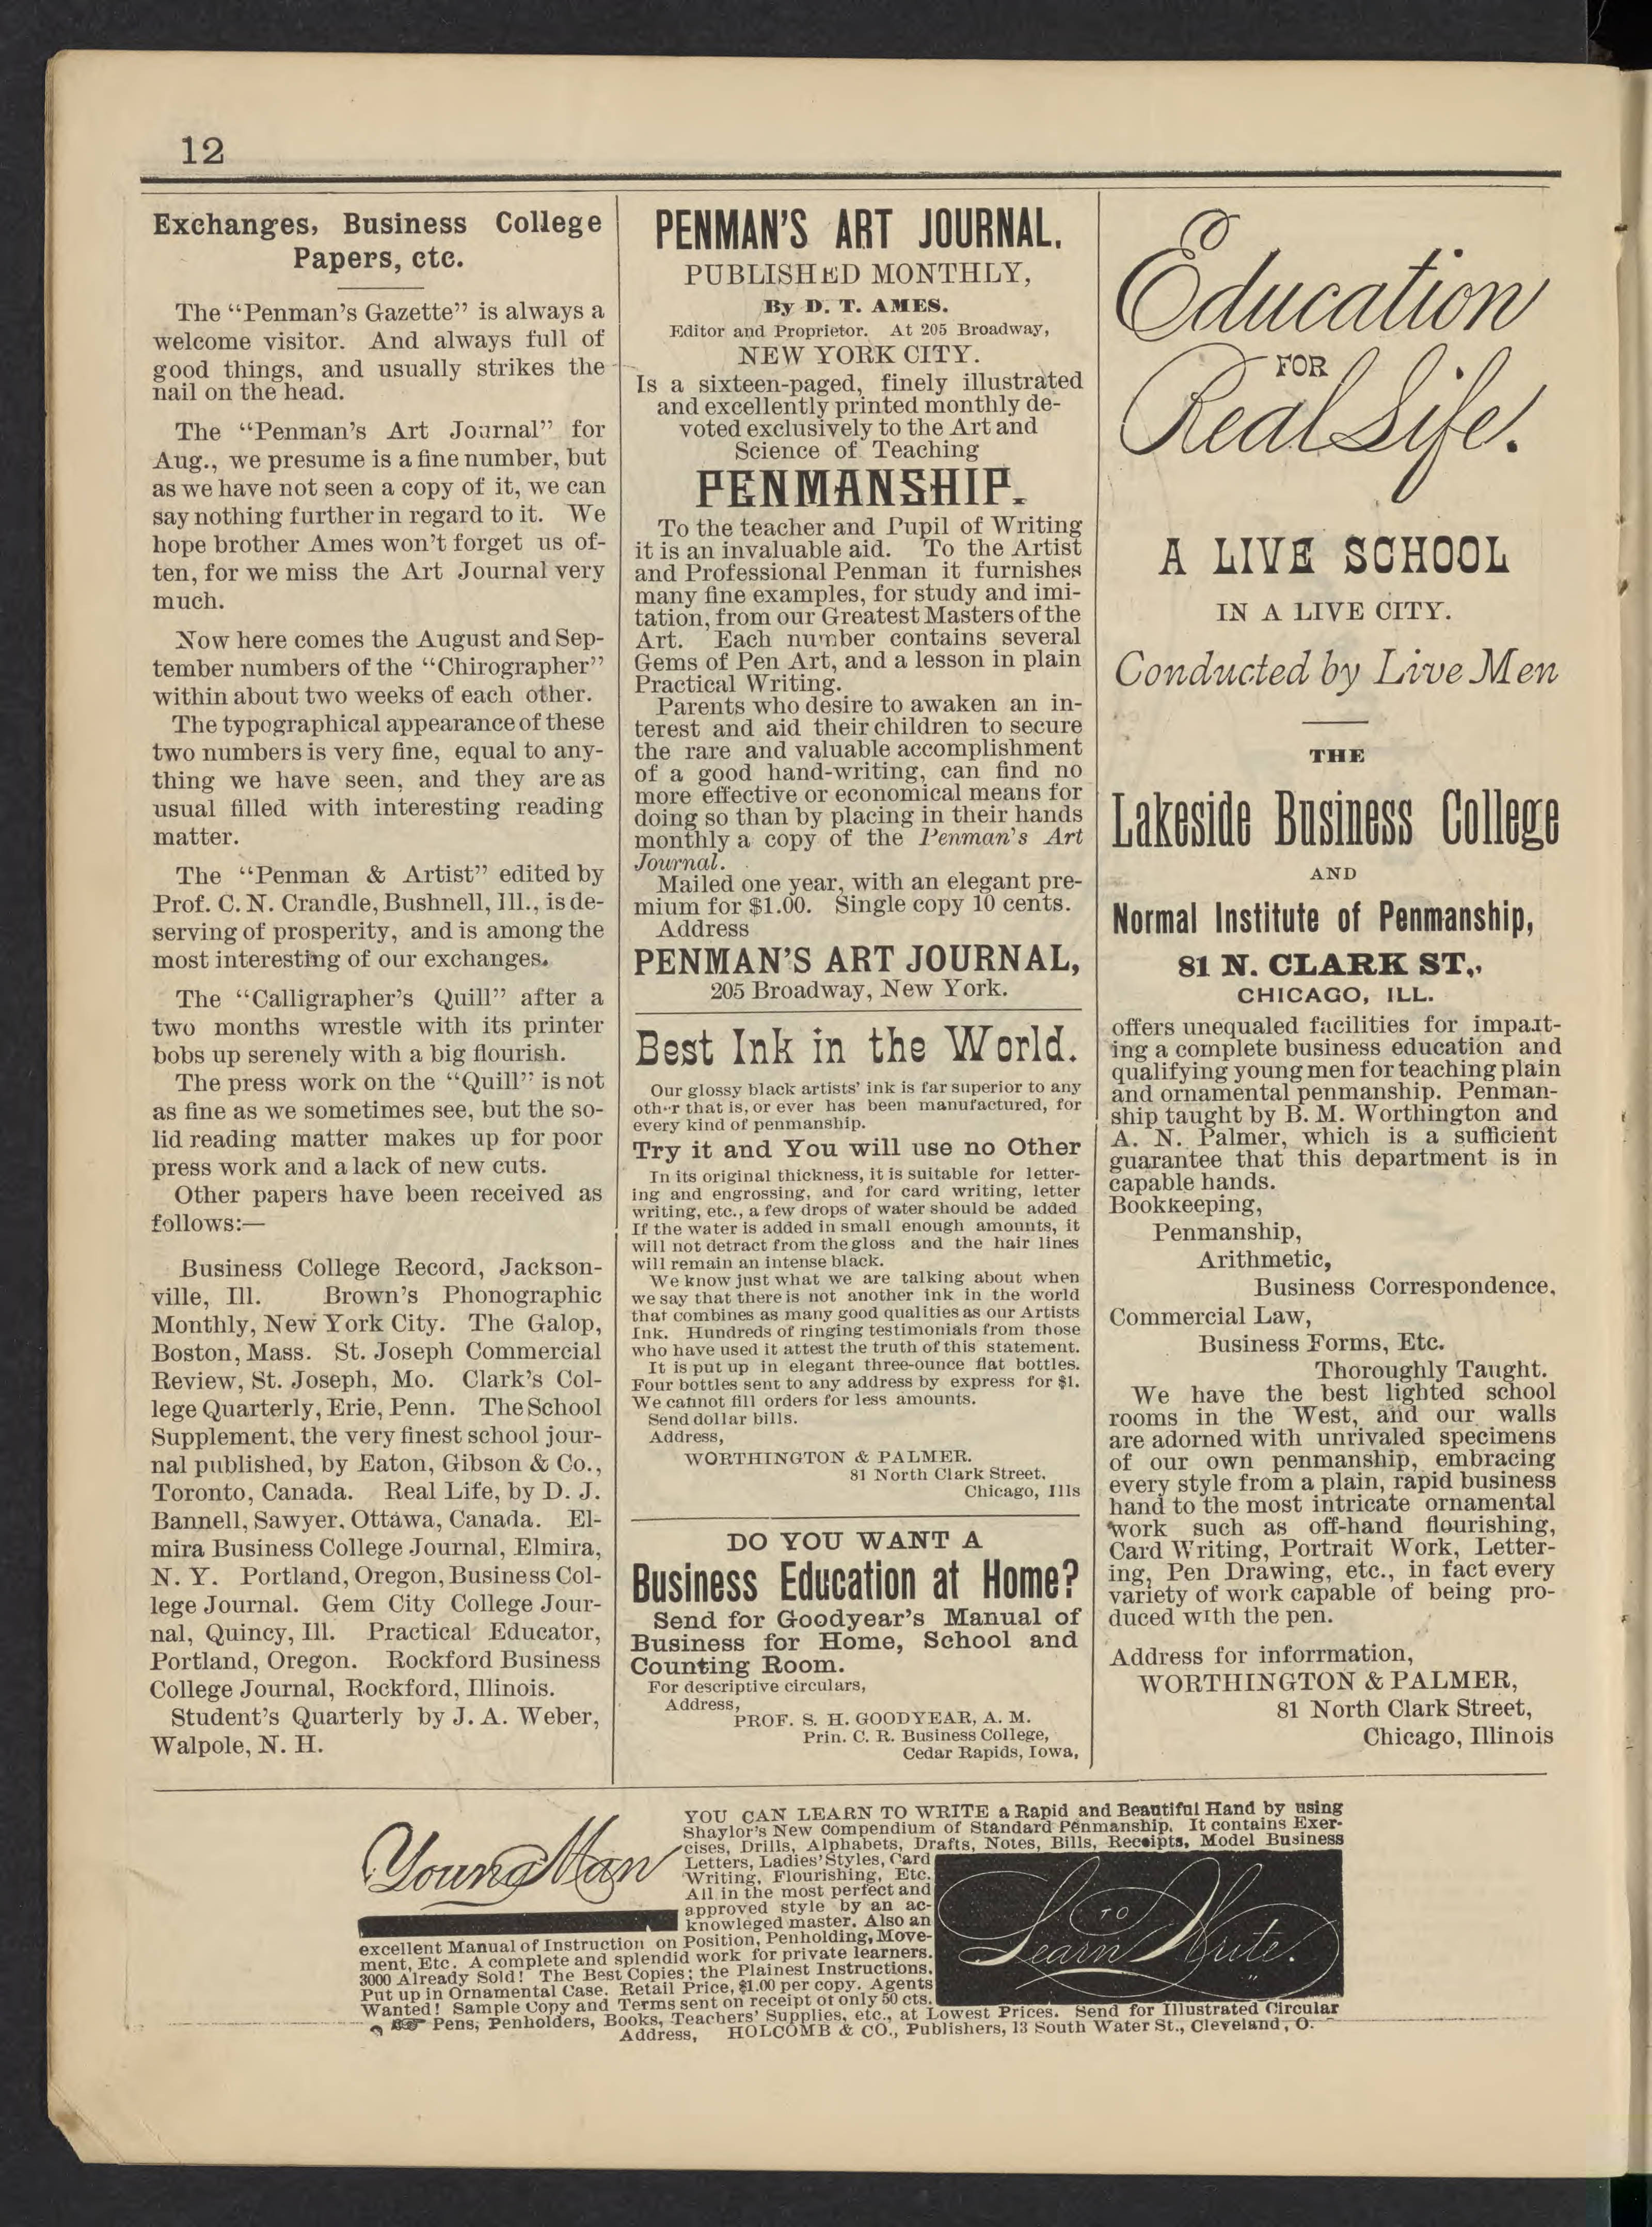 12
Exchanges, Business College
Papers, etc.
The "Penman's Gazette" is always a
welcome visitor. And always full of
good things, and usually strikes the
nail on the head.
The "Penman's Art Journal" for
Aug., we presume is a fine number, but
as we have not seen a copy of it, we can
say nothing further in regard to it. We
hope brother Ames won't forget us of-
ten, for we miss the Art Journal very
much.
Now here comes the August and Sep-
tember numbers of the "Chirographer"
within about two weeks of each other.
The typographical appearance of these
two numbers is very fine, equal to any-
thing we have seen, and they are as
usual filled with interesting reading
matter.
The "Penman & Artist" edited by
Prof. C. N. Crandle, Bushnell, Ill., is de-
serving of prosperity, and is among the
most interesting of our exchanges.
The "Calligrapher's Quill" after a
two months wrestle with its printer
bobs up serenely with a big flourish.
The press work on the "Quill" is not
as fine as we sometimes see, but the so-
lid reading matter makes up for poor
press work and a lack of new cuts.
Other papers have been received as
follows:—
Business College Record, Jackson-
ville, Ill. Brown's Phonographic
Monthly, New York City. The Galop,
Boston, Mass. St. Joseph Commercial
Review, St. Joseph, Mo. Clark's Col-
lege Quarterly, Erie, Penn. The School
Supplement, the very finest school jour-
nal published, by Eaton, Gibson & Co.,
Toronto, Canada. Real Life, by D. J.
Bannell, Sawyer, Ottawa, Canada. El-
mira Business College Journal, Elmira,
N. Y. Portland, Oregon, Business Col-
lege Journal. Gem City College Jour-
nal, Quincy, Ill. Practical Educator,
Portland, Oregon. Rockford Business
College Journal, Rockford, Illinois.
Student's Quarterly by J. A. Weber,
Walpole, N. H.
PENMAN'S ART JOURNAL.
PUBLISHED MONTHLY,
By D. T. AMES.
Editor and Proprietor. At 205 Broadway,
NEW YORK CITY.
Is a sixteen-paged, finely illustrated
and excellently printed monthly de-
voted exclusively to the Art and
Science of Teaching
PENMANSHIP.
To the teacher and Pupil of Writing
it is an invaluable aid. To the Artist
and Professional Penman it furnishes
many fine examples, for study and imi-
tation, from our Greatest Masters of the
Art. Each number contains several
Gems of Pen Art, and a lesson in plain
Practical Writing.
Parents who desire to awaken an in-
terest and aid their children to secure
the rare and valuable accomplishment
of a good hand-writing, can find no
more effective or economical means for
doing so than by placing in their hands
monthly a copy of the Penman's Art
Journal.
Mailed one year, with an elegant pre-
mium for $1.00. Single copy 10 cents.
Address
PENMAN'S ART JOURNAL,
205 Broadway, New York.
Best Ink in the World.
Our glossy black artists' ink is far superior to any
other that is, or ever has been manufactured, for
every kind of penmanship.
Try it and You will use no Other
In its original thickness, it is suitable for letter-
ing and engrossing, and for card writing, letter
writing, etc., a few drops of water should be added
If the water is added in small enough amounts, it
will not detract from the gloss and the hair lines
will remain an intense black.
We know just what we are talking about when
we say that there is not another ink in the world
that combines as many good qualities as our Artists
Ink. Hundreds of ringing testimonials from those
who have used it attest the truth of this statement.
It is put up in elegant three-ounce flat bottles.
Four bottles sent to any address by express for $1.
We cannot fill orders for less amounts.
Send dollar bills.
Address,
WORTHINGTON & PALMER.
81 North Clark Street.
Chicago, Ills
DO YOU WANT A
Business Education at Home?
Send for Goodyear's Manual of
Business for Home, School and
Counting Room.
For descriptive circulars,
Address,
PROF. S. H. GOODYEAR, A. M.
Prin. C. R. Business College,
Cedar Rapids, Iowa,
Education
FOR
Real Life.
A LIVE SCHOOL
IN A LIVE CITY.
Conducted by Live Men
THE
Lakeside Business College
AND
Normal Institute of Penmanship,
81 N. CLARK ST,,
CHICAGO, ILL.
offers unequaled facilities for impart-
ing a complete business education and
qualifying young men for teaching plain
and ornamental penmanship. Penman-
ship taught by B. M. Worthington and
A. N. Palmer, which is a sufficient
guarantee that this department is in
capable hands.
Bookkeeping,
Penmanship,
Arithmetic,
Business Correspondence,
Commercial Law,
Business Forms, Etc.
Thoroughly Taught.
We have the best lighted school
rooms in the West, and our walls
are adorned with unrivaled specimens
of our own penmanship, embracing
every style from a plain, rapid business
hand to the most intricate ornamental
work such as off-hand flourishing,
Card Writing, Portrait Work, Letter-
ing, Pen Drawing, etc., in fact every
variety of work capable of being pro-
duced with the pen.
Address for inforrmation,
WORTHINGTON & PALMER,
81 North Clark Street,
Chicago, Illinois
Young Man
YOU CAN LEARN TO WRITE a Rapid and Beautiful Hand by using
Shaylor's New Compendium of Standard Penmanship. It contains Exer-
cises, Drills, Alphabets, Drafts, Notes, Bills, Receipts, Model Business
Letters, Ladies' Styles, Card
Writing, Flourishing, Etc.
All in the most perfect and
approved style by an ac-
knowleged master. Also an
excellent Manual of Instruction on Position, Penholding, Move-
ment, Etc. A complete and splendid work for private learners.
3000 Already Sold! The Best Copies; the Plainest Instructions.
Put up in Ornamental Case. Retail Price, $1.00 per copy. Agents
Wanted! Sample Copy and Terms sent on receipt of only 50 cts.
Learn TO Write.
☞ Pens, Penholders, Books, Teachers' Supplies, etc., at Lowest Prices. Send for Illustrated Circular
Address, HOLCOMB & CO., Publishers, 13 South Water St., Cleveland, O.